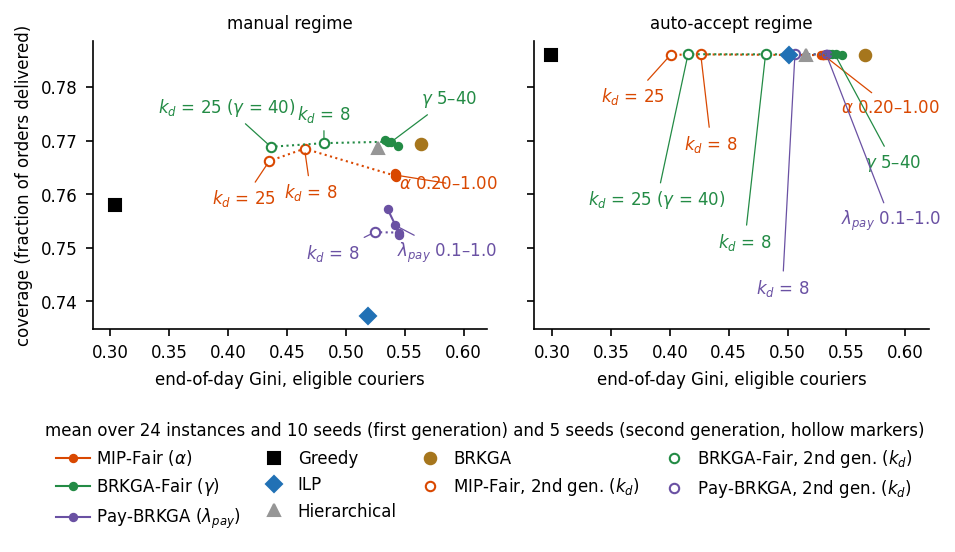 manual regime
auto-accept regime
coverage (fraction of orders delivered)
0.78
0.77
0.76
0.75
0.74
k_d = 25 (γ = 40)
k_d = 8
γ 5–40
k_d = 25
k_d = 8
α 0.20–1.00
k_d = 8
λ_pay 0.1–1.0
k_d = 25
α 0.20–1.00
k_d = 8
γ 5–40
k_d = 25 (γ = 40)
λ_pay 0.1–1.0
k_d = 8
k_d = 8
0.30 0.35 0.40 0.45 0.50 0.55 0.60
0.30 0.35 0.40 0.45 0.50 0.55 0.60
end-of-day Gini, eligible couriers
end-of-day Gini, eligible couriers
mean over 24 instances and 10 seeds (first generation) and 5 seeds (second generation, hollow markers)
MIP-Fair (α)
BRKGA-Fair (γ)
Pay-BRKGA (λ_pay)
Greedy
ILP
Hierarchical
BRKGA
MIP-Fair, 2nd gen. (k_d)
BRKGA-Fair, 2nd gen. (k_d)
Pay-BRKGA, 2nd gen. (k_d)